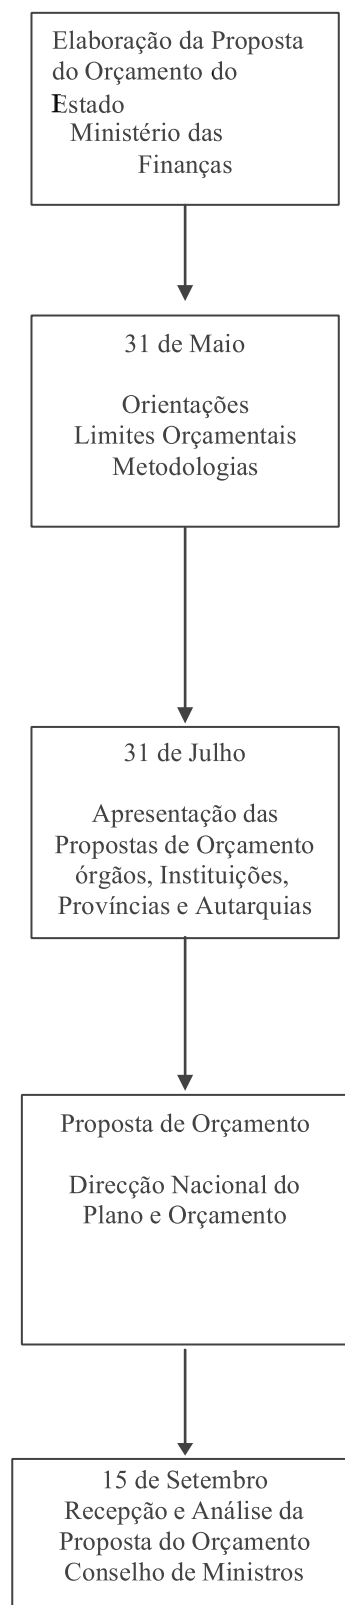 Elaboração da Proposta
do Orçamento do
Estado
Ministério das
Finanças
31 de Maio
Orientações
Limites Orçamentais
Metodologias
31 de Julho
Apresentação das
Propostas de Orçamento
órgãos, Instituições,
Províncias e Autarquias
Proposta de Orçamento
Direcção Nacional do
Plano e Orçamento
15 de Setembro
Recepção e Análise da
Proposta do Orçamento
Conselho de Ministros